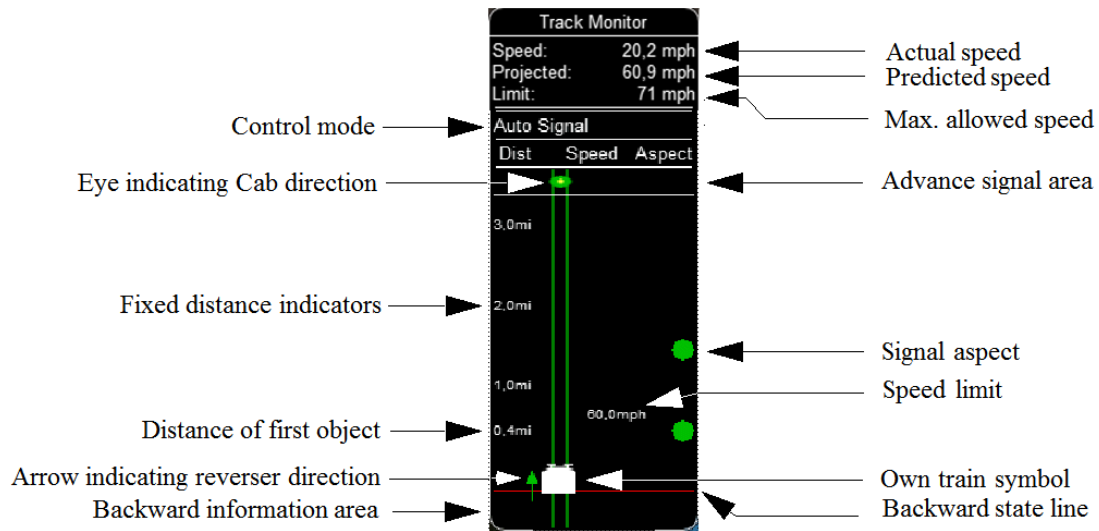 Track Monitor
Speed: 20,2 mph Actual speed
Projected: 60,9 mph Predicted speed
Limit: 71 mph
Max. allowed speed
Control mode Auto Signal
Dist Speed Aspect
Eye indicating Cab direction Advance signal area
3,0mi
Fixed distance indicators 2,0mi
Signal aspect
1,0mi Speed limit
60,0mph
Distance of first object 0,4mi
Arrow indicating reverser direction Own train symbol
Backward information area Backward state line